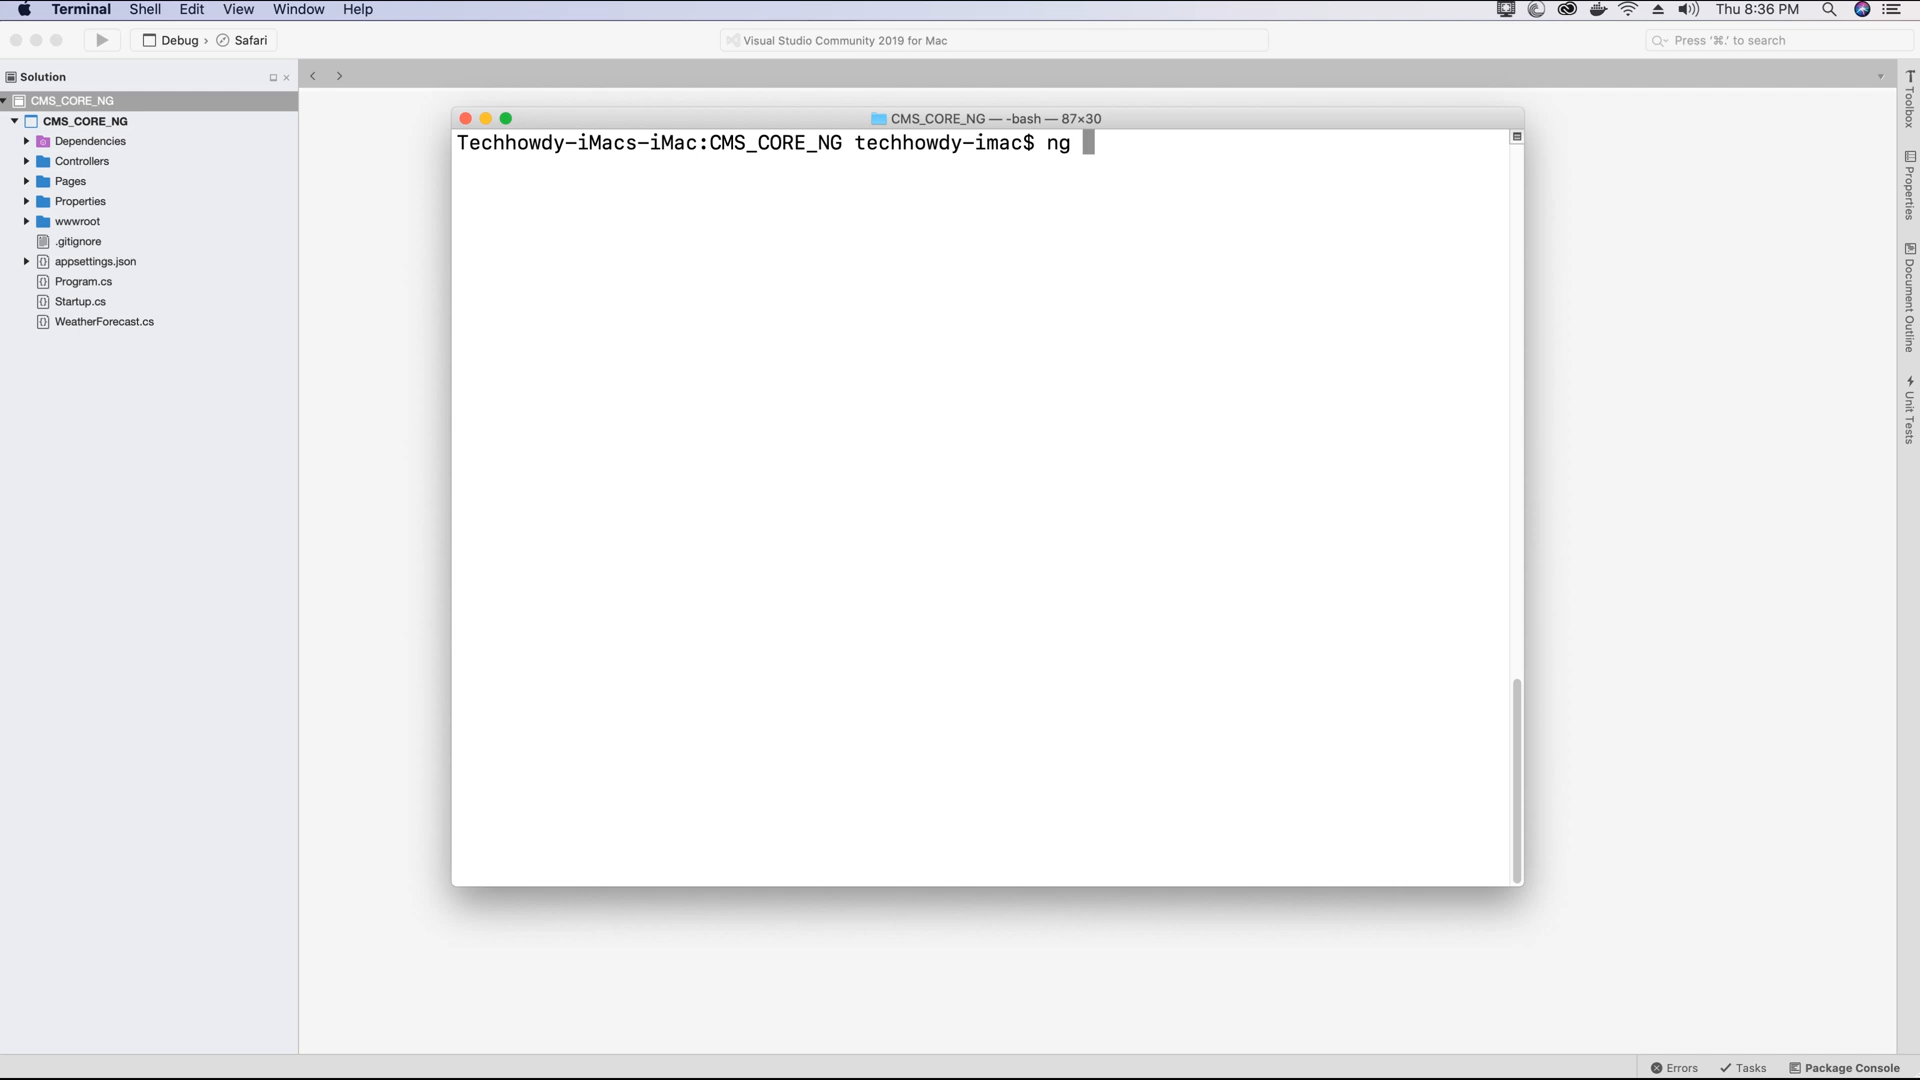 Terminal Shell Edit View Window Help Thu 8:36 PM
Debug › Safari Visual Studio Community 2019 for Mac Press '⌘.' to search
Solution
CMS_CORE_NG
CMS_CORE_NG
Dependencies
Controllers
Pages
Properties
wwwroot
.gitignore
appsettings.json
Program.cs
Startup.cs
WeatherForecast.cs
CMS_CORE_NG — -bash — 87×30
Techhowdy-iMacs-iMac:CMS_CORE_NG techhowdy-imac$ ng
Toolbox
Properties
Document Outline
Unit Tests
Errors Tasks Package Console